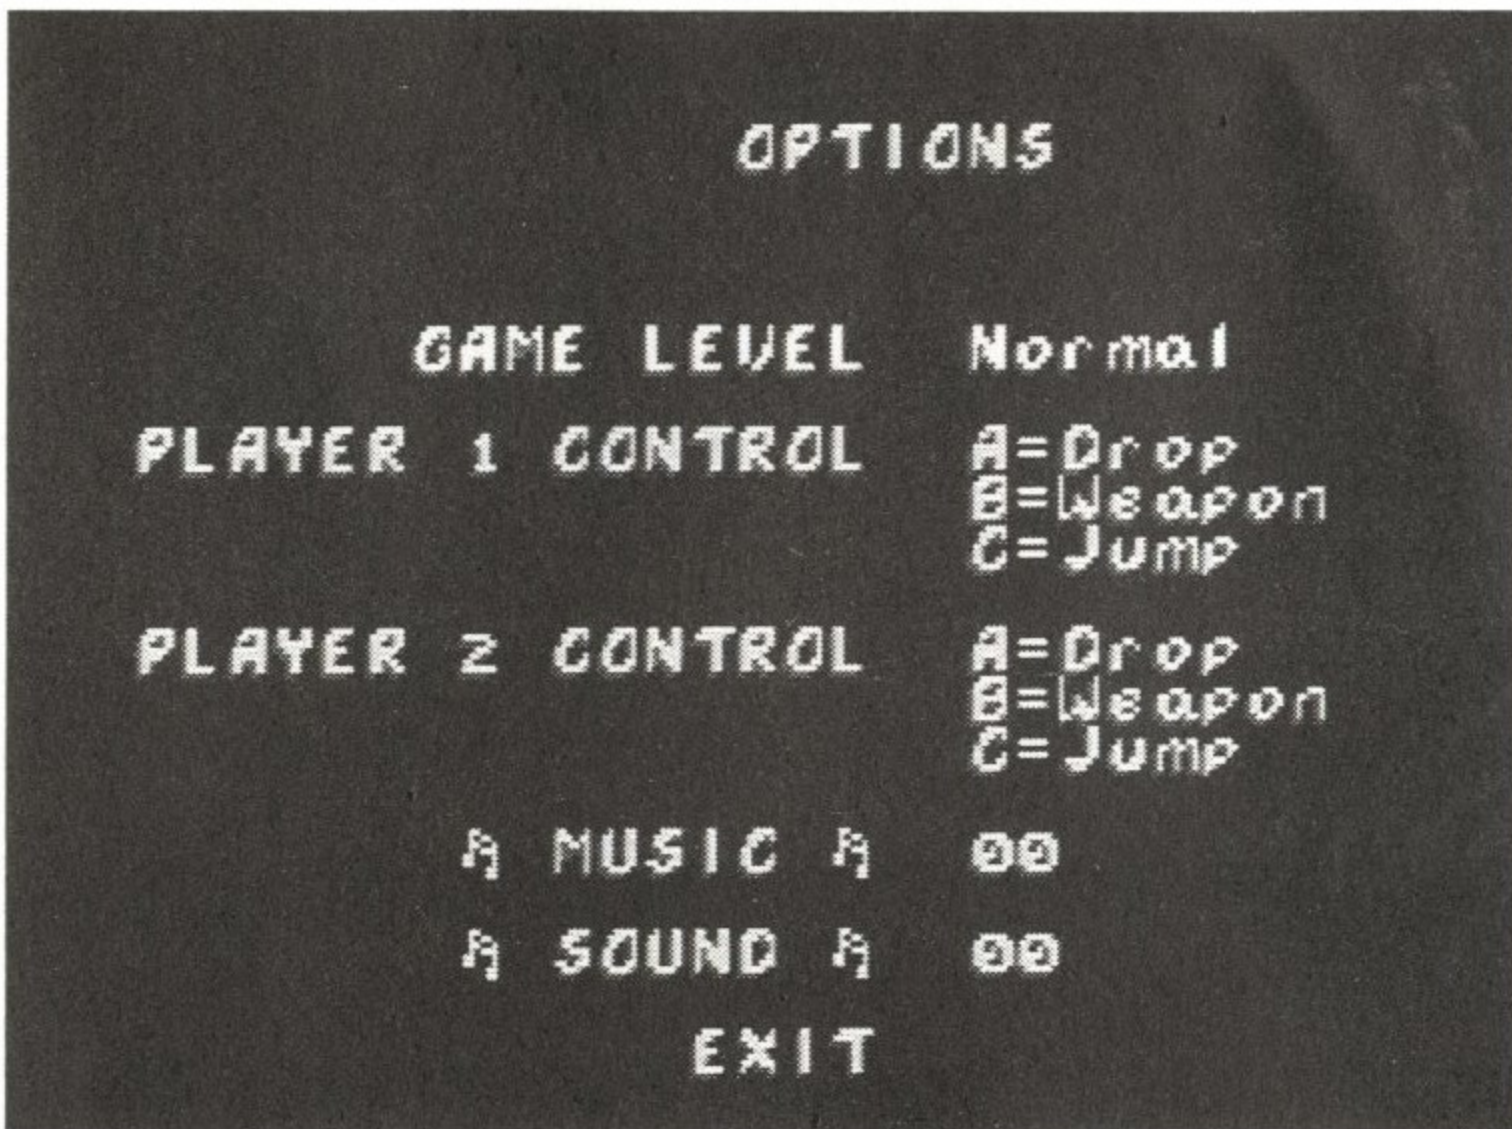 OPTIONS
GAME LEVEL Normal
PLAYER 1 CONTROL A=Drop
B=Weapon
C=Jump
PLAYER 2 CONTROL A=Drop
B=Weapon
C=Jump
♫ MUSIC ♫ 00
♫ SOUND ♫ 00
EXIT